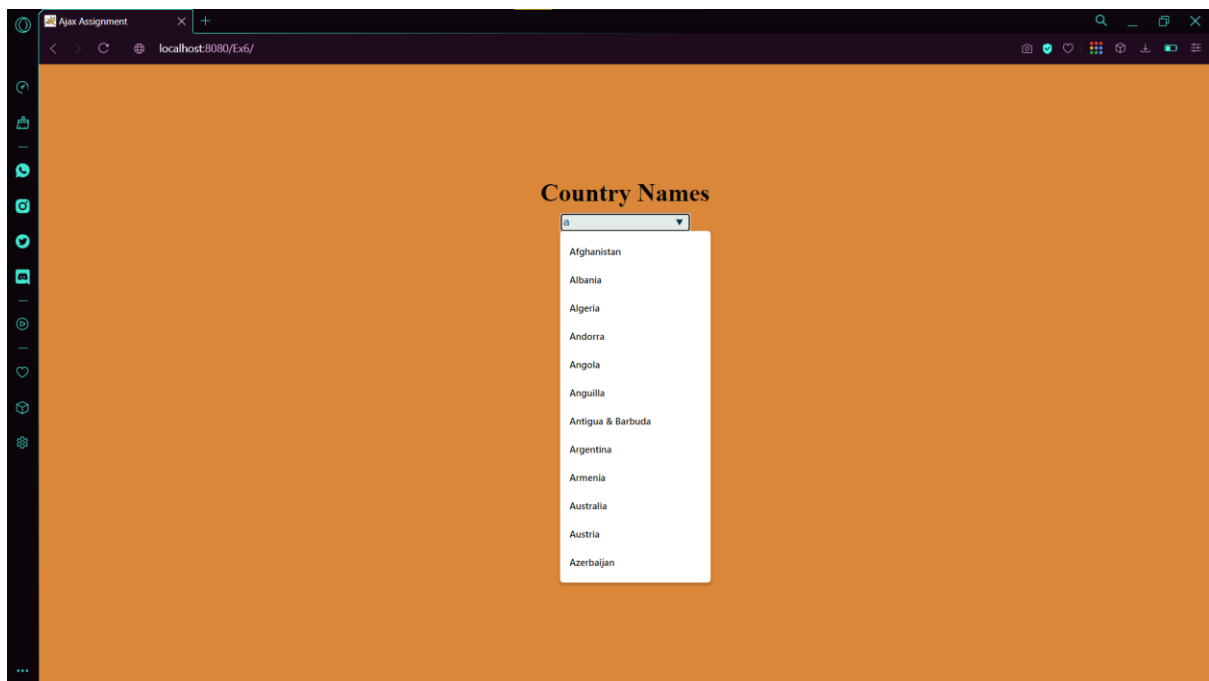 Ajax Assignment
localhost:8080/Ex6/
Country Names
a
Afghanistan
Albania
Algeria
Andorra
Angola
Anguilla
Antigua & Barbuda
Argentina
Armenia
Australia
Austria
Azerbaijan